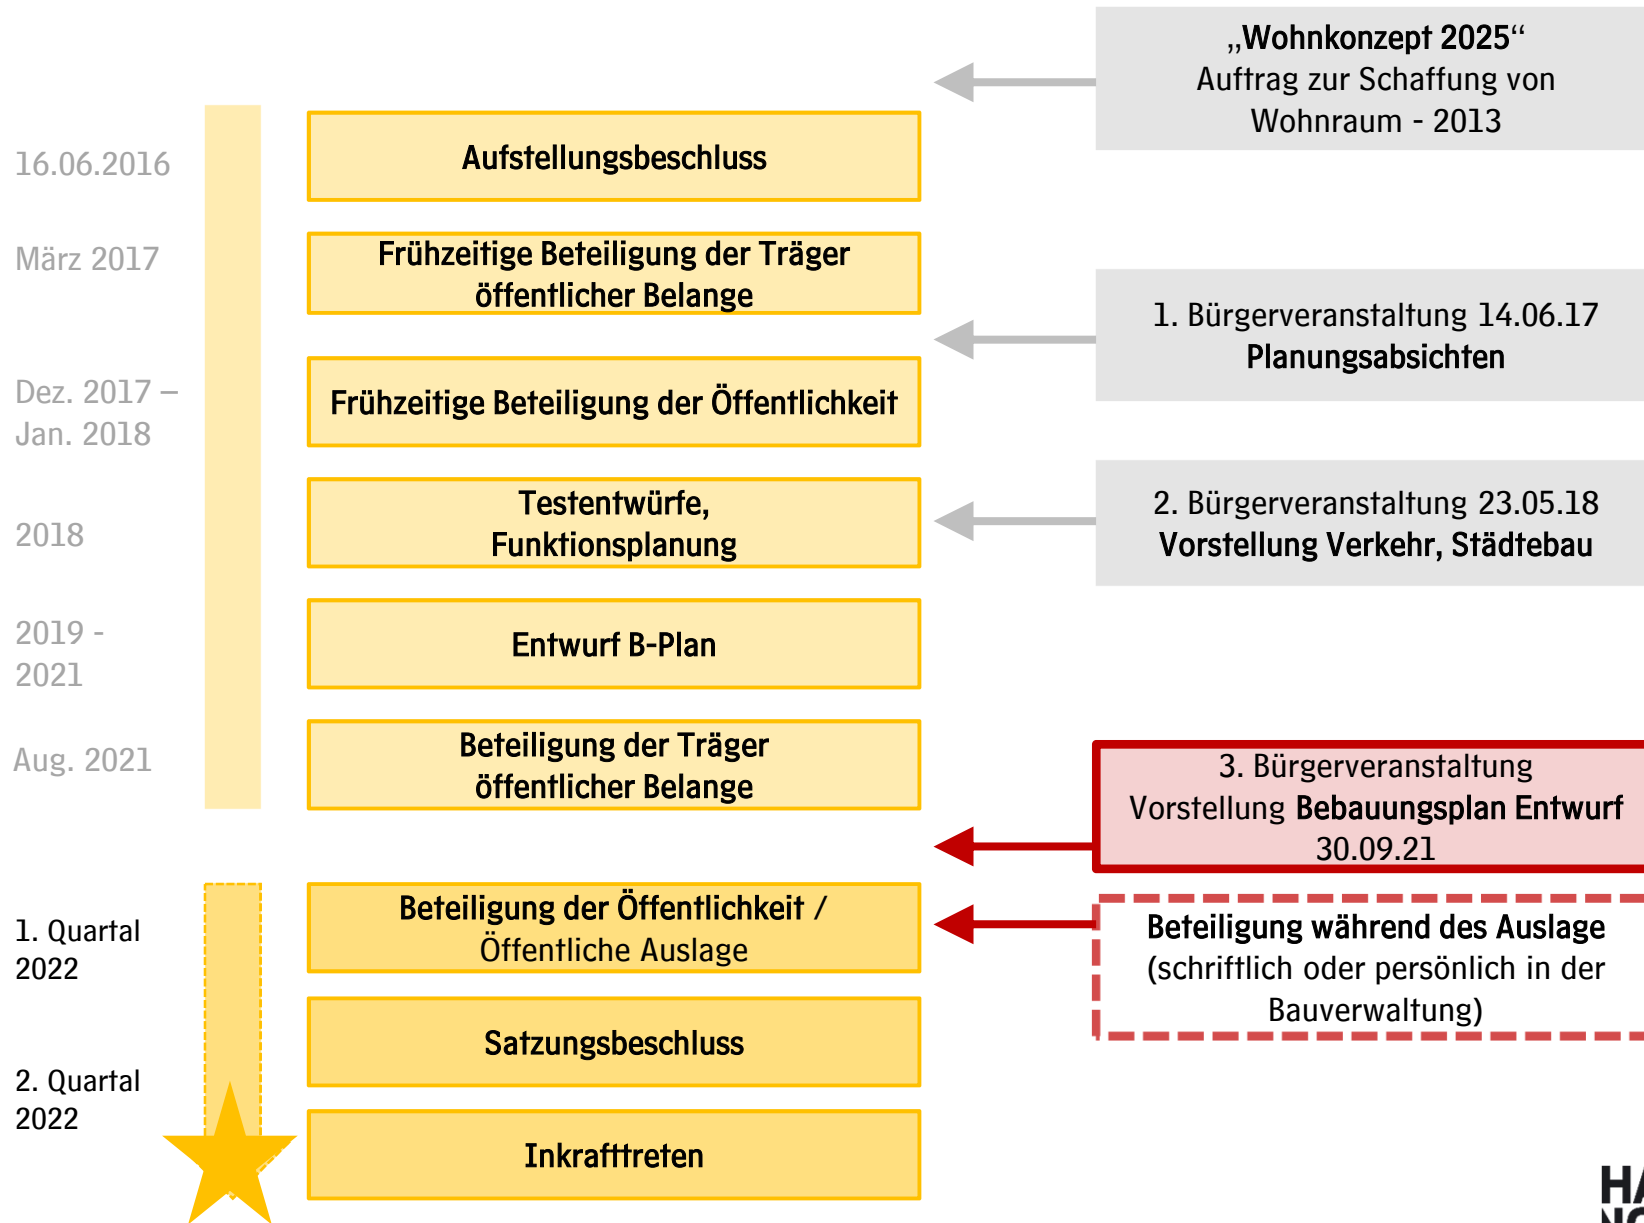 „Wohnkonzept 2025“
Auftrag zur Schaffung von
Wohnraum - 2013
16.06.2016
Aufstellungsbeschluss
März 2017
Frühzeitige Beteiligung der Träger
öffentlicher Belange
1. Bürgerveranstaltung 14.06.17
Planungsabsichten
Dez. 2017 –
Jan. 2018
Frühzeitige Beteiligung der Öffentlichkeit
2018
Testentwürfe,
Funktionsplanung
2. Bürgerveranstaltung 23.05.18
Vorstellung Verkehr, Städtebau
2019 -
2021
Entwurf B-Plan
Aug. 2021
Beteiligung der Träger
öffentlicher Belange
3. Bürgerveranstaltung
Vorstellung Bebauungsplan Entwurf
30.09.21
1. Quartal
2022
Beteiligung der Öffentlichkeit /
Öffentliche Auslage
Beteiligung während des Auslage
(schriftlich oder persönlich in der
Bauverwaltung)
Satzungsbeschluss
2. Quartal
2022
Inkrafttreten